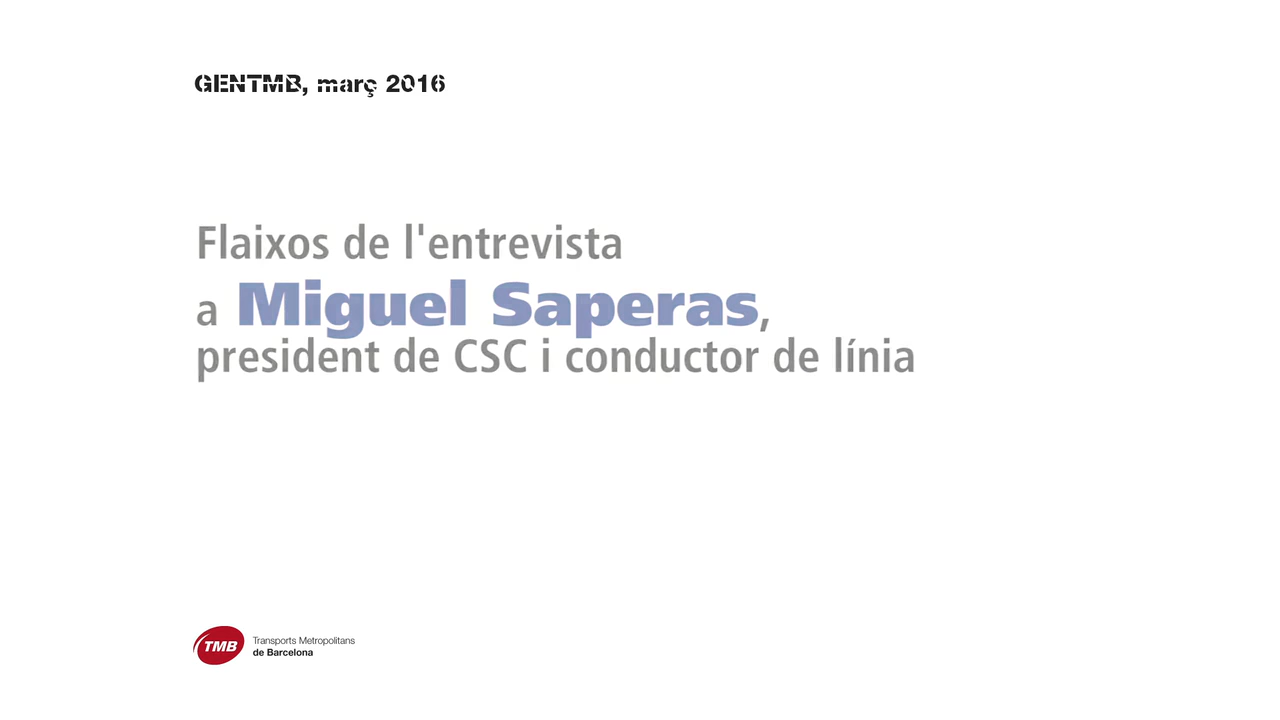 GENTMB, març 2016
Flaixos de l'entrevista
a Miguel Saperas,
president de CSC i conductor de línia
TMB
Transports Metropolitans
de Barcelona